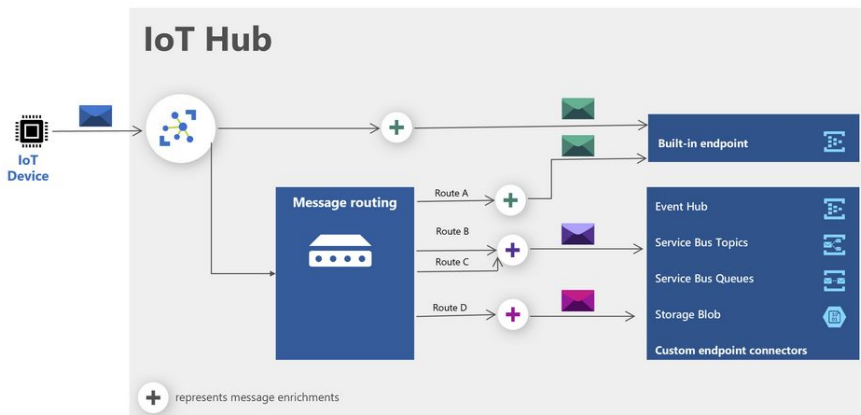 IoT Hub
IoT
Device
Message routing
Route A
Route B
Route C
Route D
Built-in endpoint
Event Hub
Service Bus Topics
Service Bus Queues
Storage Blob
Custom endpoint connectors
represents message enrichments